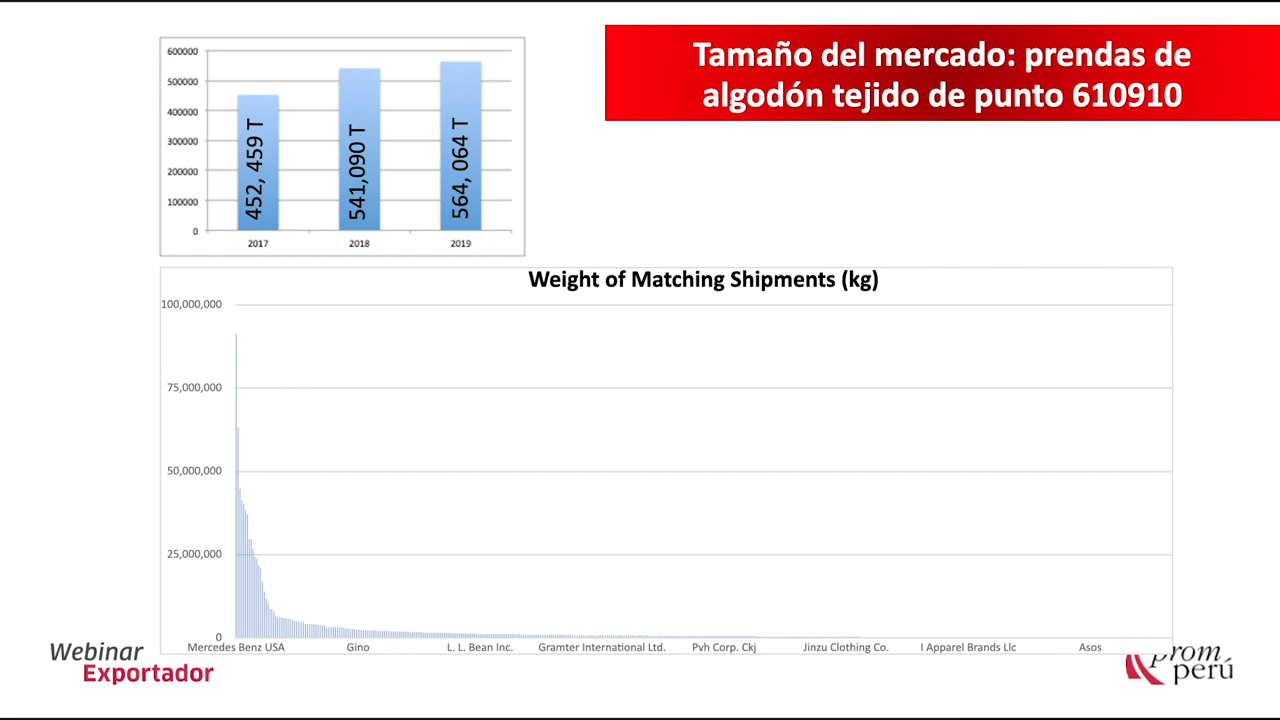 Tamaño del mercado: prendas de
algodón tejido de punto 610910
600000
500000
400000
300000
200000
100000
0
452, 459 T
541,090 T
564, 064 T
2017
2018
2019
Weight of Matching Shipments (kg)
100,000,000
75,000,000
50,000,000
25,000,000
0
Mercedes Benz USA
Gino
L. L. Bean Inc.
Gramter International Ltd.
Pvh Corp. Ckj
Jinzu Clothing Co.
I Apparel Brands Llc
Asos
Webinar
Exportador
prom
perú